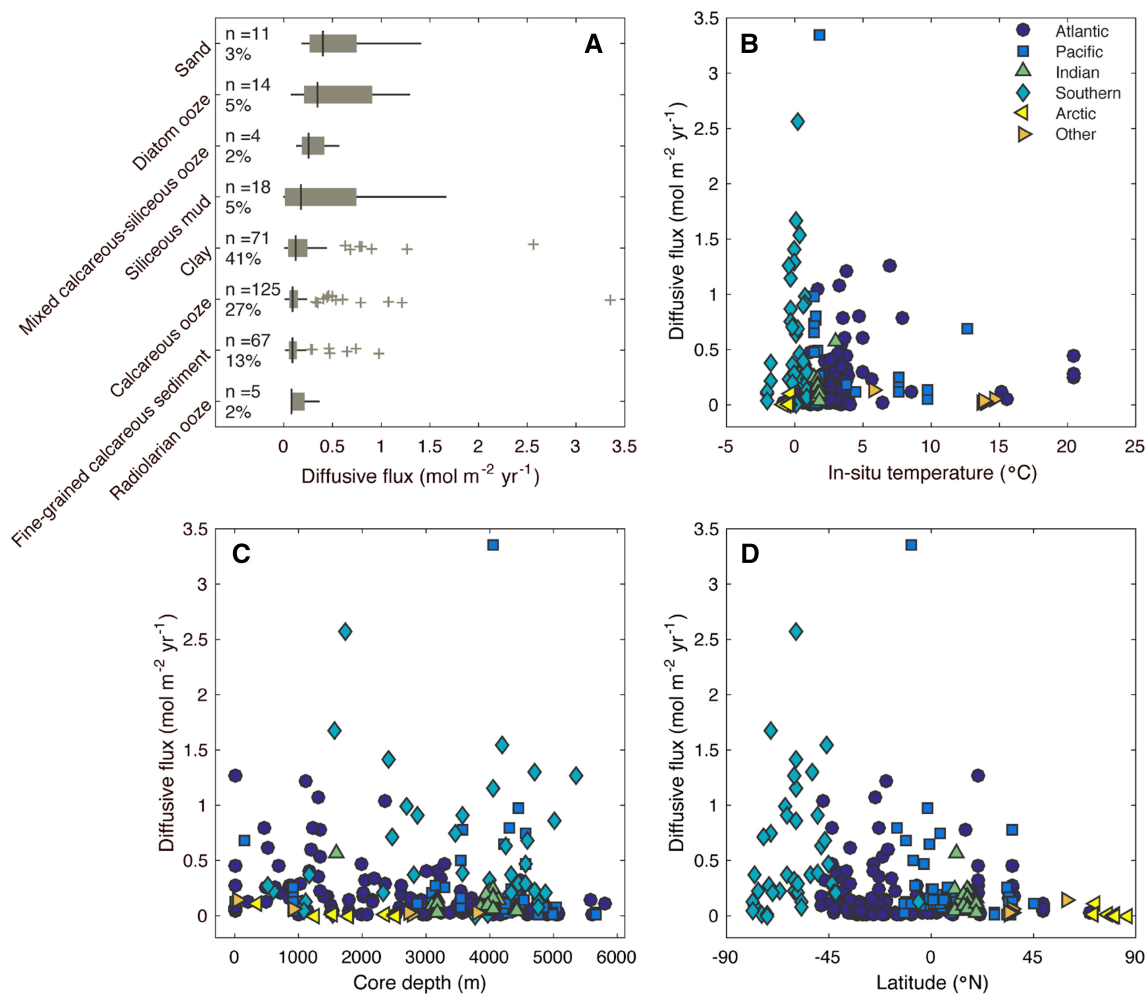 A
n =11
3%
Sand
n =14
5%
Diatom ooze
n =4
2%
Mixed calcareous-siliceous ooze
n =18
5%
Siliceous mud
n =71
41%
Clay
n =125
27%
Calcareous ooze
n =67
13%
Fine-grained calcareous sediment
n =5
2%
Radiolarian ooze
0 0.5 1 1.5 2 2.5 3 3.5
Diffusive flux (mol m-2 yr-1)
B
Atlantic
Pacific
Indian
Southern
Arctic
Other
3.5
3
2.5
2
1.5
1
0.5
0
Diffusive flux (mol m-2 yr-1)
-5 0 5 10 15 20 25
In-situ temperature (°C)
C
3.5
3
2.5
2
1.5
1
0.5
0
Diffusive flux (mol m-2 yr-1)
0 1000 2000 3000 4000 5000 6000
Core depth (m)
D
3.5
3
2.5
2
1.5
1
0.5
0
Diffusive flux (mol m-2 yr-1)
-90 -45 0 45 90
Latitude (°N)